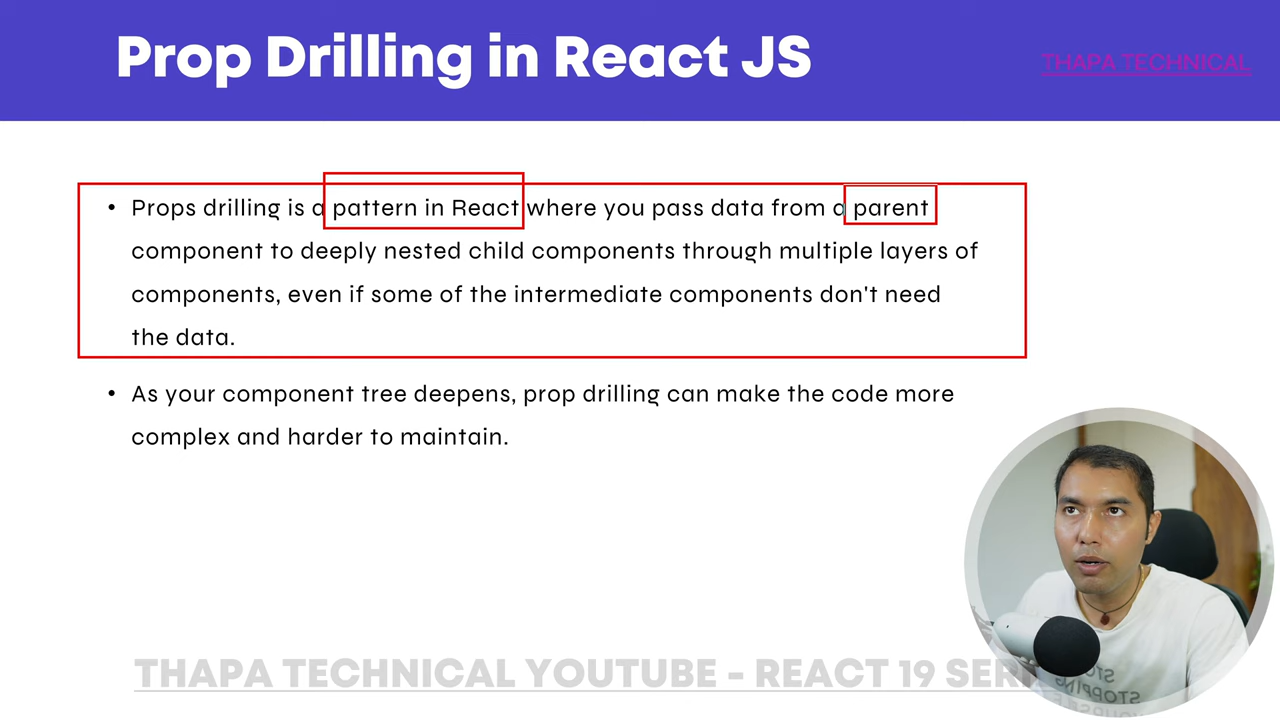 Prop Drilling in React JS
THAPA TECHNICAL
• Props drilling is a pattern in React where you pass data from a parent
component to deeply nested child components through multiple layers of
components, even if some of the intermediate components don't need
the data.
• As your component tree deepens, prop drilling can make the code more
complex and harder to maintain.
THAPA TECHNICAL YOUTUBE - REACT 19
STOPPING